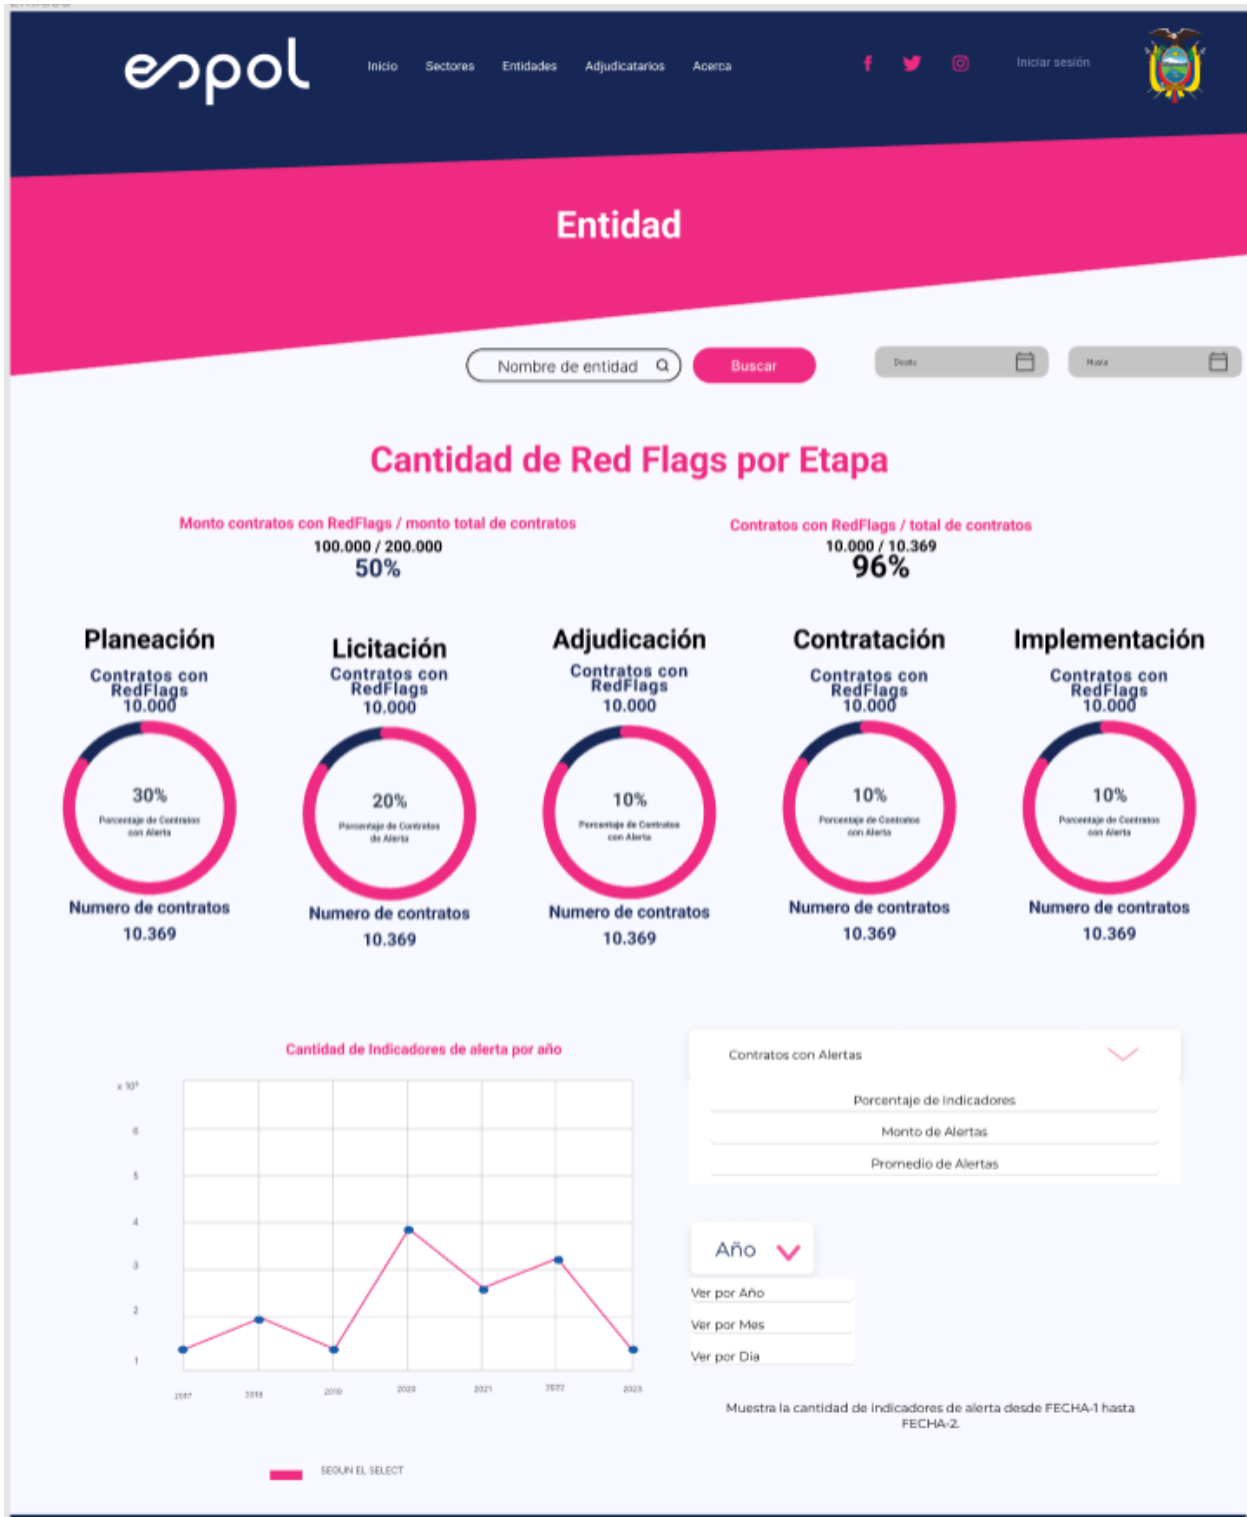 espol
Inicio Sectores Entidades Adjudicatarios Acerca
Iniciar sesión
Entidad
Nombre de entidad
Buscar
Desde
Hasta
Cantidad de Red Flags por Etapa
Monto contratos con RedFlags / monto total de contratos
100.000 / 200.000
50%
Contratos con RedFlags / total de contratos
10.000 / 10.369
96%
Planeación
Contratos con
RedFlags
10.000
30%
Porcentaje de Contratos
con Alerta
Numero de contratos
10.369
Licitación
Contratos con
RedFlags
10.000
20%
Porcentaje de Contratos
de Alerta
Numero de contratos
10.369
Adjudicación
Contratos con
RedFlags
10.000
10%
Porcentaje de Contratos
con Alerta
Numero de contratos
10.369
Contratación
Contratos con
RedFlags
10.000
10%
Porcentaje de Contratos
con Alerta
Numero de contratos
10.369
Implementación
Contratos con
RedFlags
10.000
10%
Porcentaje de Contratos
con Alerta
Numero de contratos
10.369
Cantidad de Indicadores de alerta por año
6
5
4
3
2
1
2017 2018 2019 2020 2021 2022 2023
SEGUN EL SELECT
Contratos con Alertas
Porcentaje de Indicadores
Monto de Alertas
Promedio de Alertas
Año
Ver por Año
Ver por Mes
Ver por Dia
Muestra la cantidad de indicadores de alerta desde FECHA-1 hasta
FECHA-2.